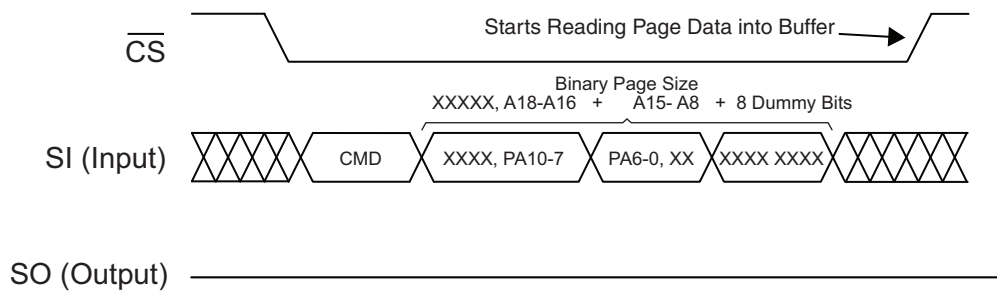 Starts Reading Page Data into Buffer
CS
Binary Page Size
XXXXX, A18-A16 + A15- A8 + 8 Dummy Bits
SI (Input) CMD XXXX, PA10-7 PA6-0, XX XXXX XXXX
SO (Output)